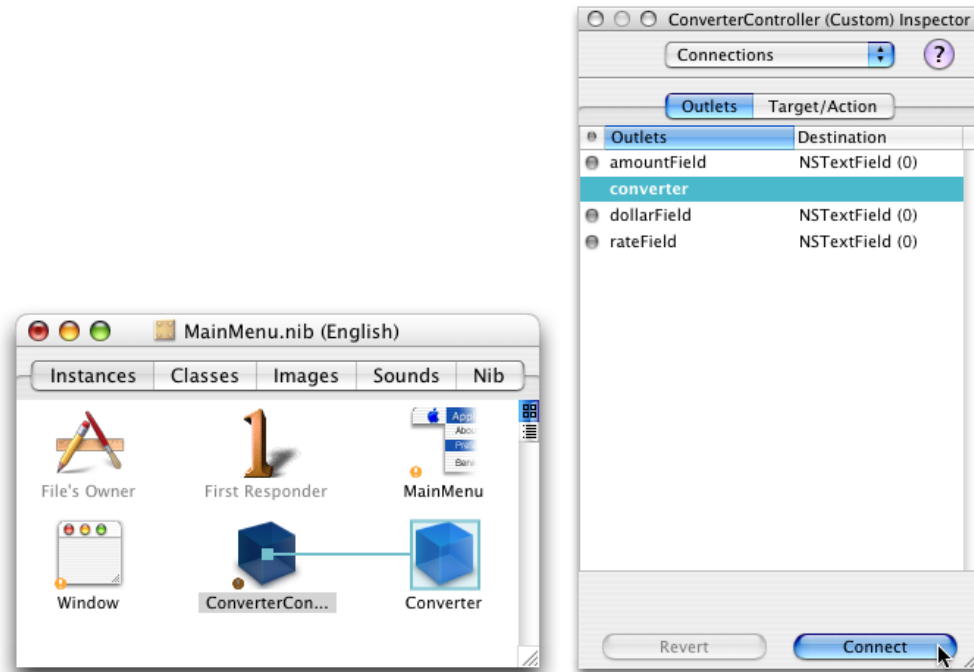 ConverterController (Custom) Inspector
Connections
?
Outlets Target/Action
Outlets Destination
amountField NSTextField (0)
converter
dollarField NSTextField (0)
rateField NSTextField (0)
Revert Connect
MainMenu.nib (English)
Instances Classes Images Sounds Nib
1
File's Owner First Responder MainMenu
Window ConverterCon... Converter